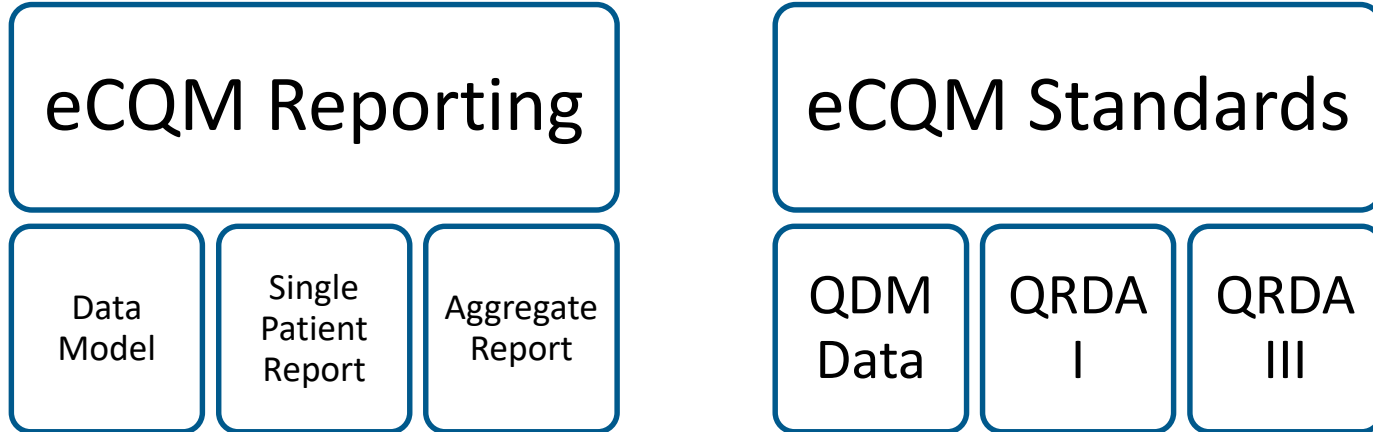 eCQM Reporting
Data
Model
Single
Patient
Report
Aggregate
Report
eCQM Standards
QDM
Data
QRDA
I
QRDA
III